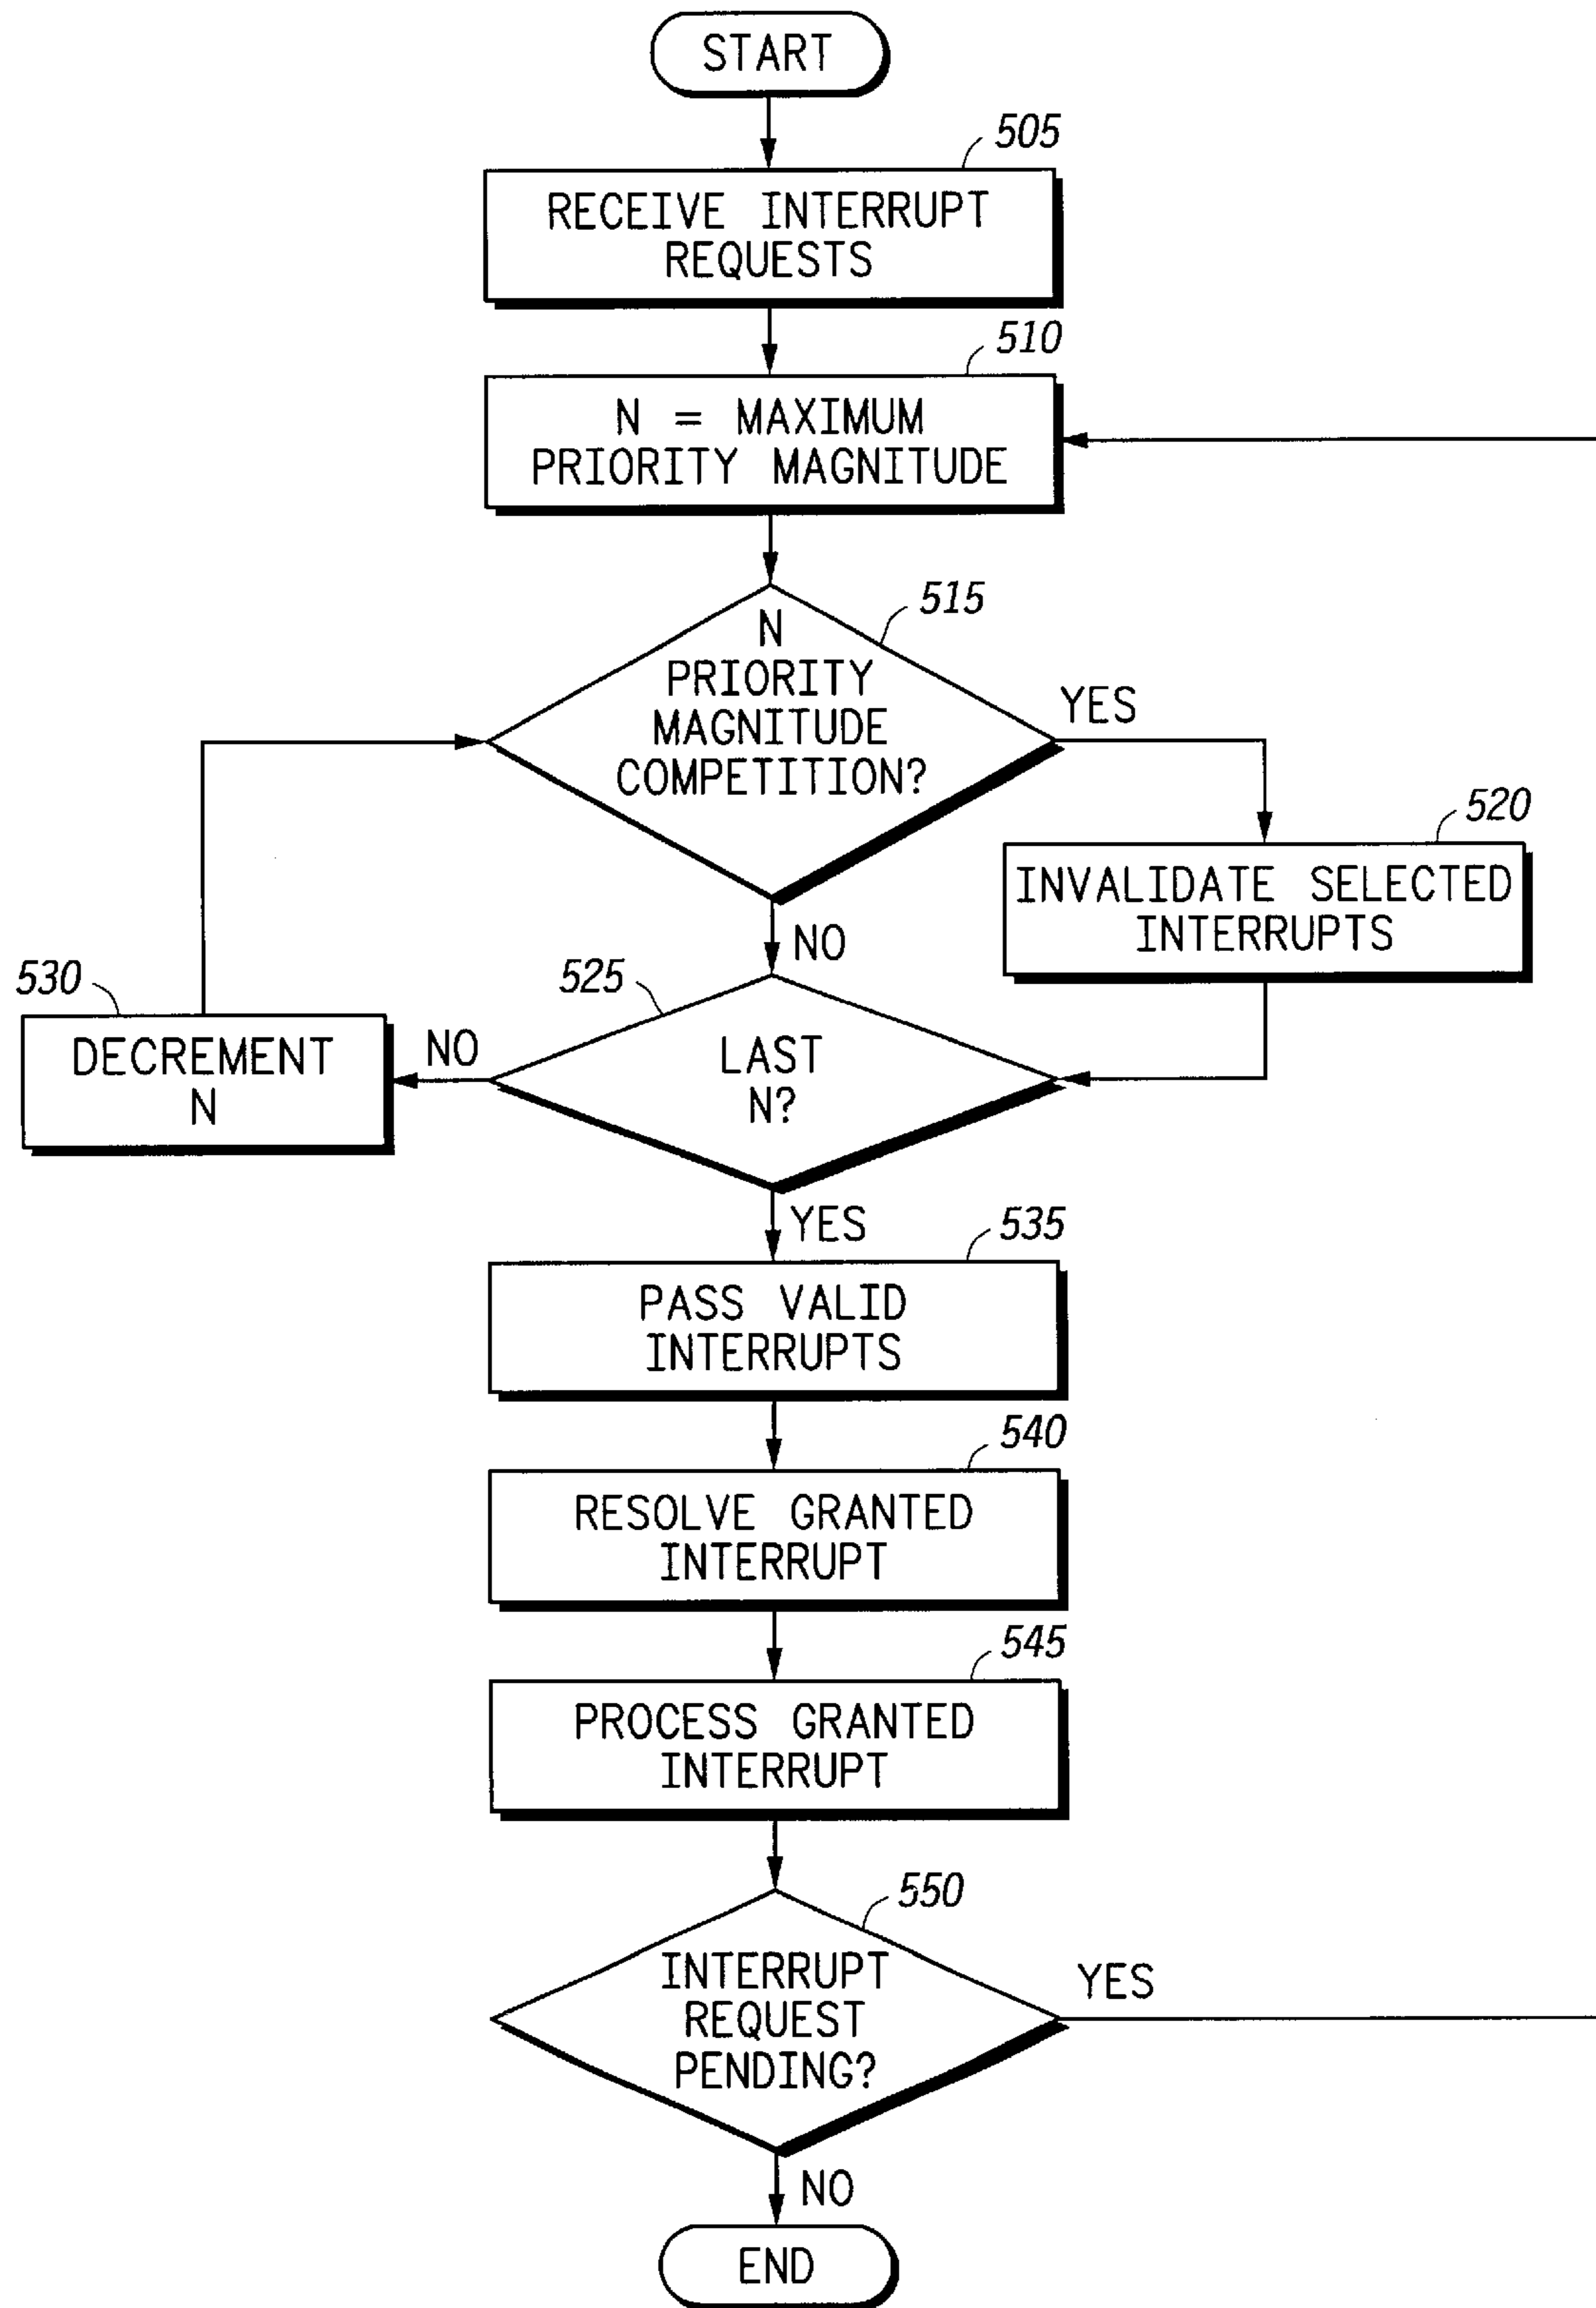 START
505
RECEIVE INTERRUPT
REQUESTS
510
N = MAXIMUM
PRIORITY MAGNITUDE
515
N
PRIORITY
MAGNITUDE
COMPETITION?
YES
520
INVALIDATE SELECTED
INTERRUPTS
NO
530
DECREMENT
N
NO
525
LAST
N?
YES
535
PASS VALID
INTERRUPTS
540
RESOLVE GRANTED
INTERRUPT
545
PROCESS GRANTED
INTERRUPT
550
INTERRUPT
REQUEST
PENDING?
YES
NO
END